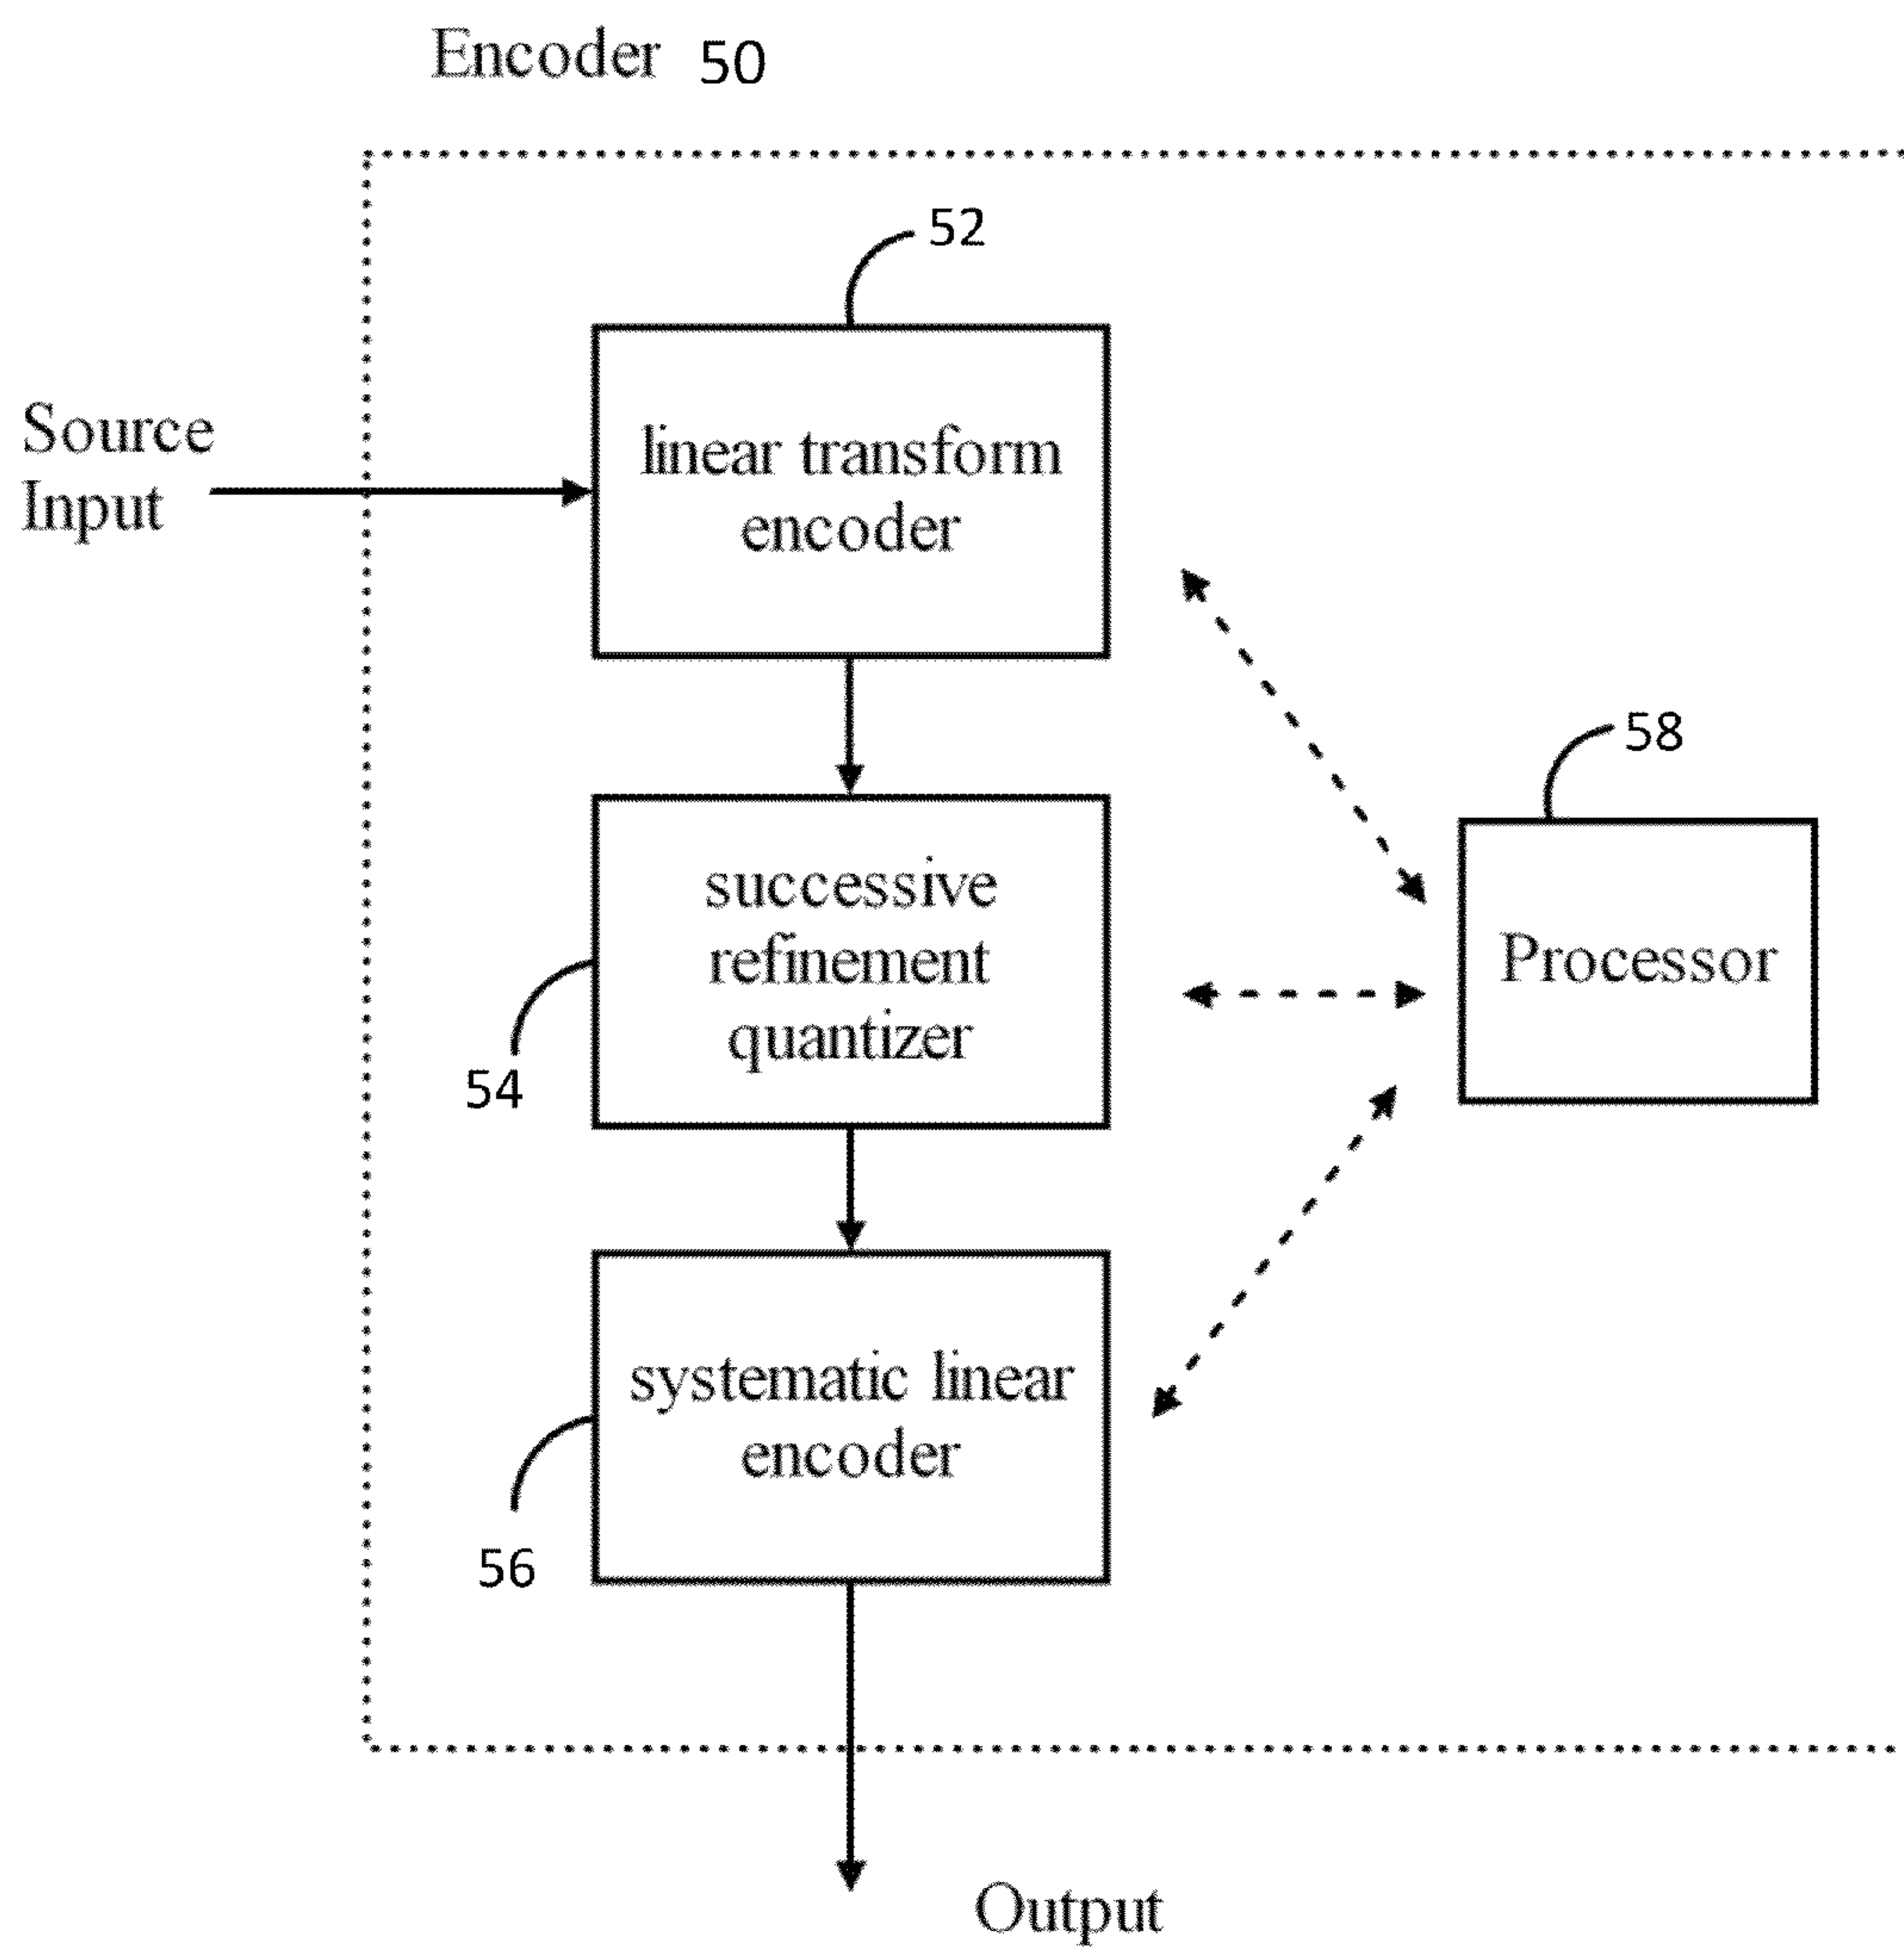 Encoder 50
52
Source
Input
linear transform
encoder
58
successive
refinement
quantizer
Processor
54
systematic linear
encoder
56
Output